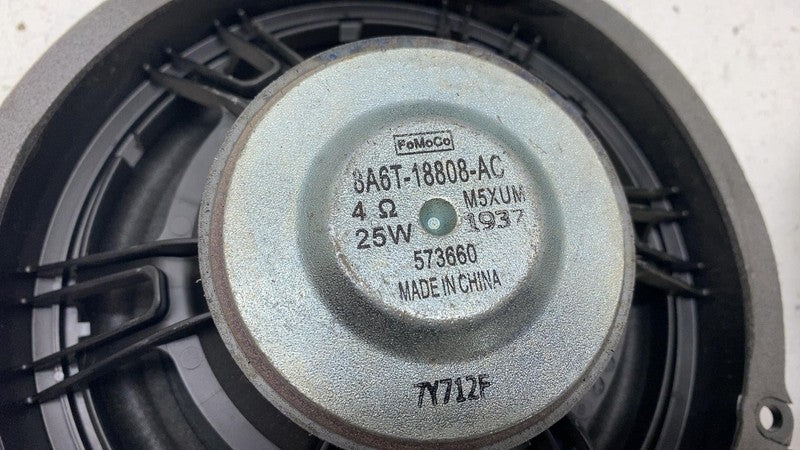 FoMoCo
8A6T-18808-AC
4 Ω M5XUM
25W 1937
573660
MADE IN CHINA
7Y712F